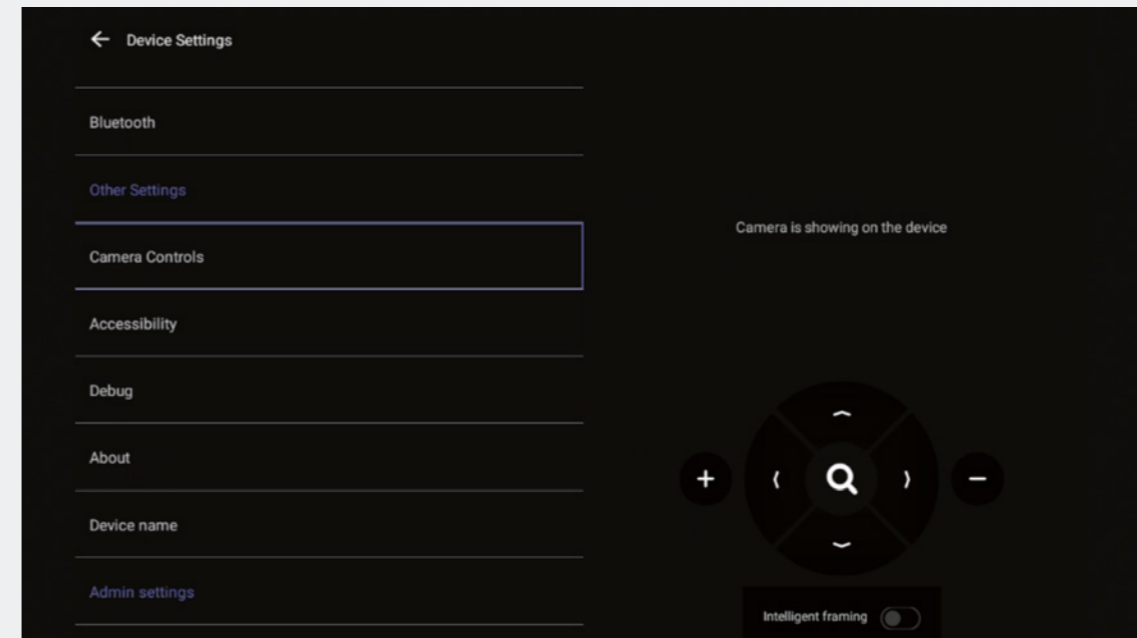 Device Settings
Bluetooth
Other Settings
Camera Controls
Accessibility
Debug
About
Device name
Admin settings
Camera is showing on the device
Intelligent framing